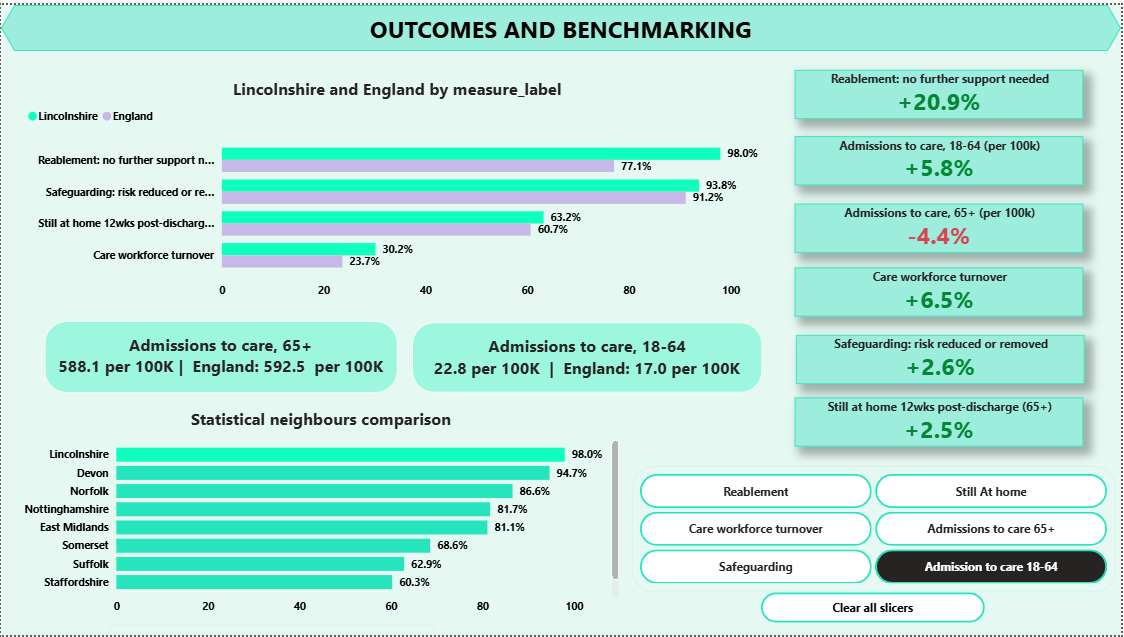 OUTCOMES AND BENCHMARKING
Lincolnshire and England by measure_label
Lincolnshire England
Reablement: no further support n... 98.0%
77.1%
Safeguarding: risk reduced or re... 93.8%
91.2%
Still at home 12wks post-discharg... 63.2%
60.7%
Care workforce turnover 30.2%
23.7%
0 20 40 60 80 100
Admissions to care, 65+
588.1 per 100K | England: 592.5 per 100K
Admissions to care, 18-64
22.8 per 100K | England: 17.0 per 100K
Statistical neighbours comparison
Lincolnshire 98.0%
Devon 94.7%
Norfolk 86.6%
Nottinghamshire 81.7%
East Midlands 81.1%
Somerset 68.6%
Suffolk 62.9%
Staffordshire 60.3%
0 20 40 60 80 100
Reablement: no further support needed
+20.9%
Admissions to care, 18-64 (per 100k)
+5.8%
Admissions to care, 65+ (per 100k)
-4.4%
Care workforce turnover
+6.5%
Safeguarding: risk reduced or removed
+2.6%
Still at home 12wks post-discharge (65+)
+2.5%
Reablement Still At home
Care workforce turnover Admissions to care 65+
Safeguarding Admission to care 18-64
Clear all slicers